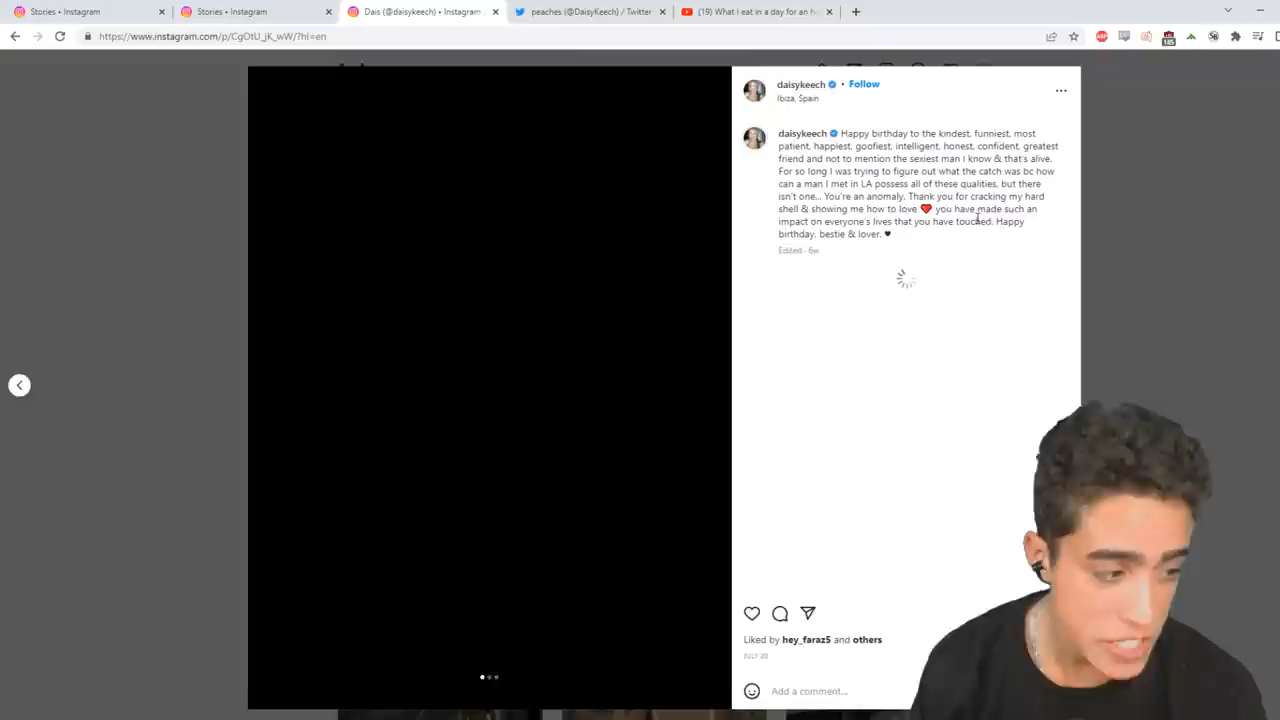 Stories • Instagram
Stories • Instagram
Dais (@daisykeech) • Instagram
peaches (@DaisyKeech) / Twitter
(19) What I eat in a day for an h
https://www.instagram.com/p/CgOtU_jK_wW/?hl=en
185
daisykeech • Follow
Ibiza, Spain
daisykeech Happy birthday to the kindest, funniest, most
patient, happiest, goofiest, intelligent, honest, confident, greatest
friend and not to mention the sexiest man I know & that's alive.
For so long I was trying to figure out what the catch was bc how
can a man I met in LA possess all of these qualities, but there
isn't one... You're an anomaly. Thank you for cracking my hard
shell & showing me how to love ❤️ you have made such an
impact on everyone's lives that you have touched. Happy
birthday, bestie & lover. 🖤
Edited · 6w
Liked by hey_faraz5 and others
JULY 20
Add a comment...